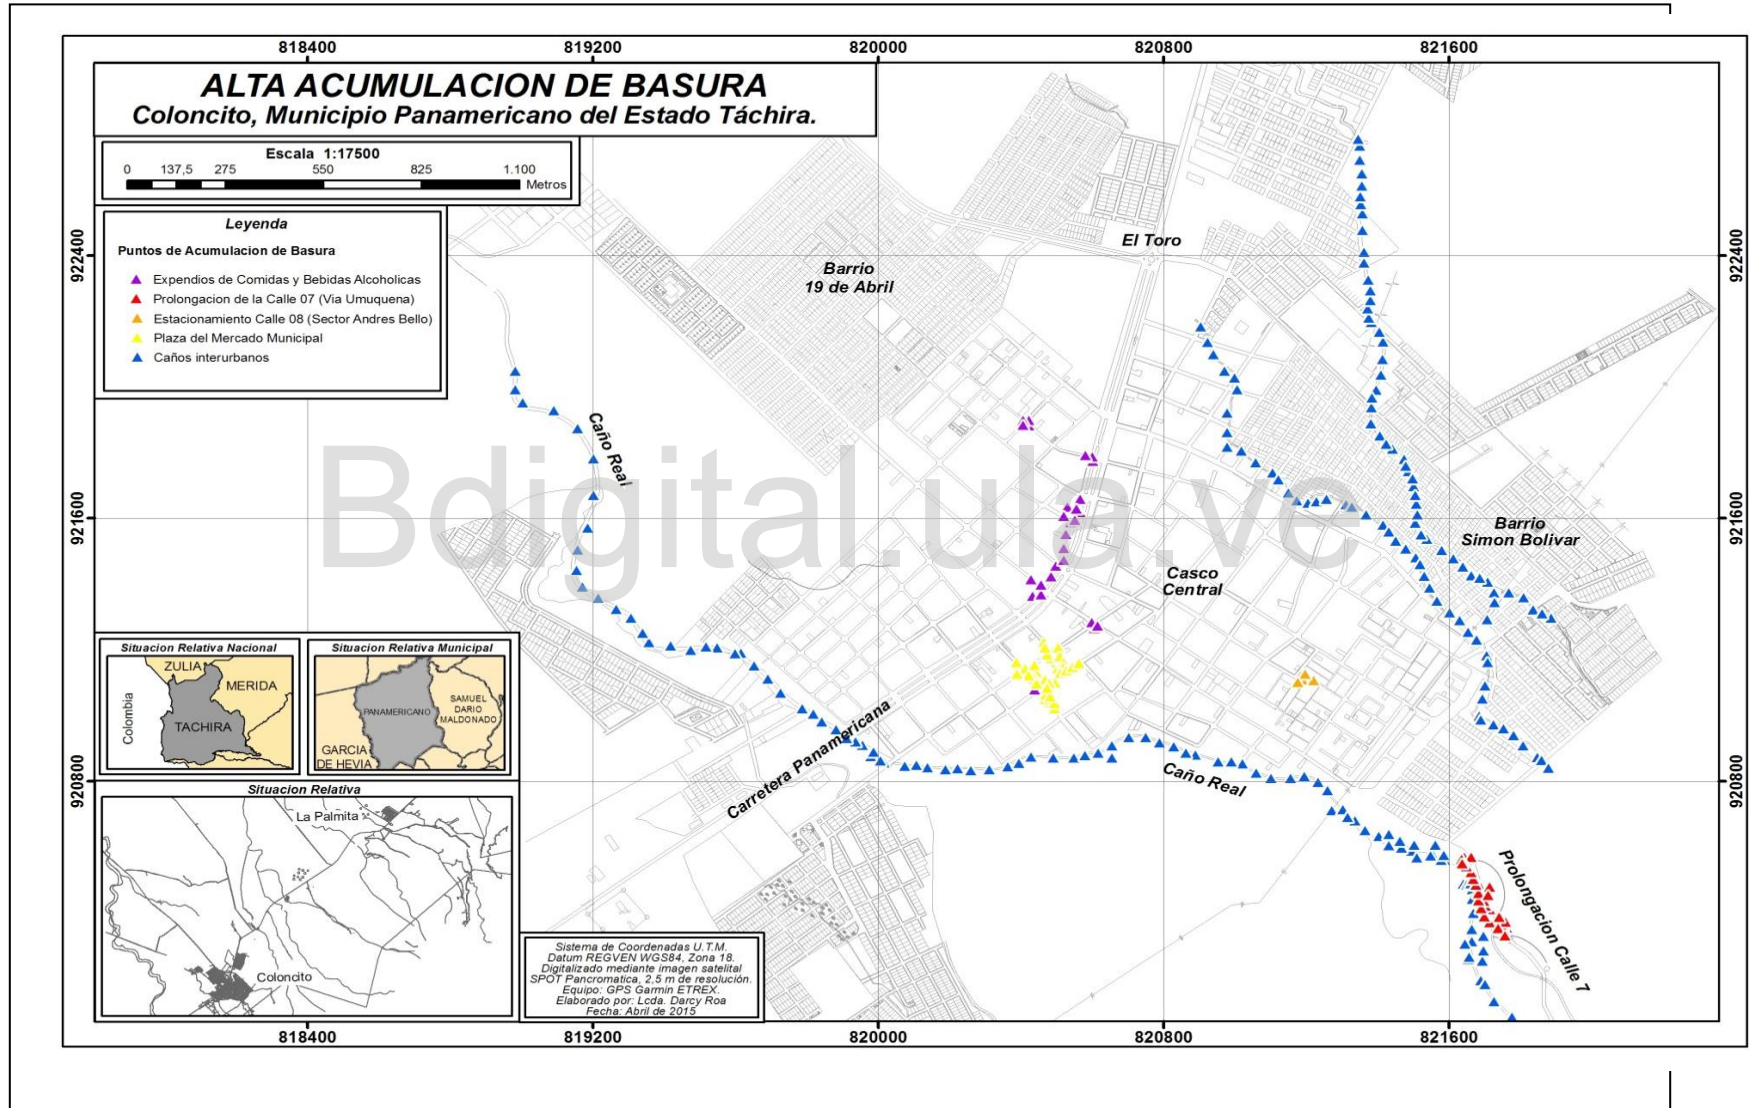 818400 819200 820000 820800 821600
ALTA ACUMULACION DE BASURA
Coloncito, Municipio Panamericano del Estado Táchira.
Escala 1:17500
0 137,5 275 550 825 1.100
Metros
Leyenda
Puntos de Acumulacion de Basura
Expendios de Comidas y Bebidas Alcoholicas
Prolongacion de la Calle 07 (Via Umuquena)
Estacionamiento Calle 08 (Sector Andres Bello)
Plaza del Mercado Municipal
Caños interurbanos
922400
921600
920800
922400
921600
920800
El Toro
Barrio
19 de Abril
Caño Real
Barrio
Simon Bolivar
Casco
Central
Carretera Panamericana
Caño Real
Prolongacion Calle 7
Bdigital.ula.ve
Situacion Relativa Nacional
ZULIA
MERIDA
Colombia
TACHIRA
Situacion Relativa Municipal
PANAMERICANO
SAMUEL
DARIO
MALDONADO
GARCIA
DE HEVIA
Situacion Relativa
La Palmita
Coloncito
Sistema de Coordenadas U.T.M.
Datum REGVEN WGS84, Zona 18.
Digitalizado mediante imagen satelital
SPOT Pancromatica, 2,5 m de resolución.
Equipo: GPS Garmin ETREX.
Elaborado por: Lcda. Darcy Roa
Fecha: Abril de 2015
818400 819200 820000 820800 821600